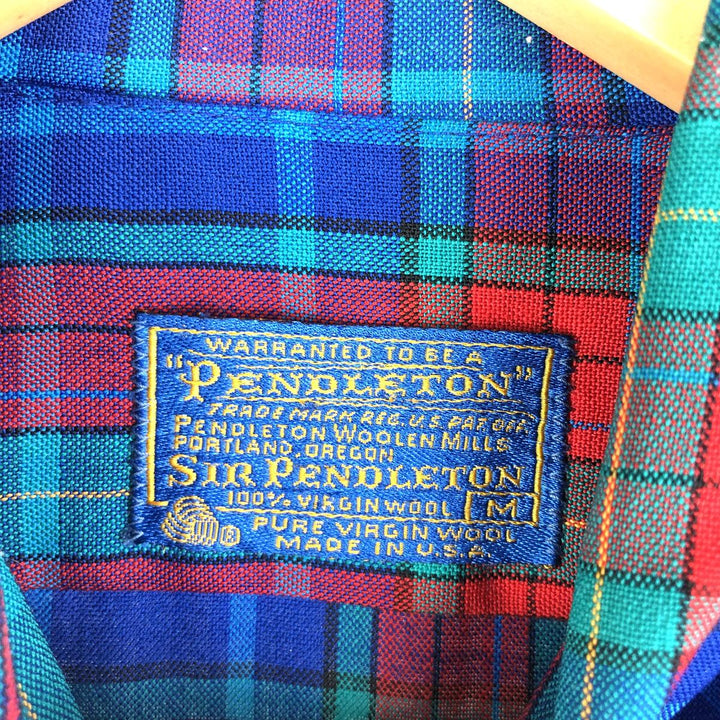 WARRANTED TO BE A
"PENDLETON"
TRADE MARK REG. U.S. PAT. OFF.
PENDLETON WOOLEN MILLS
PORTLAND, OREGON
SIR PENDLETON
100% VIRGIN WOOL M
® PURE VIRGIN WOOL
MADE IN U.S.A.